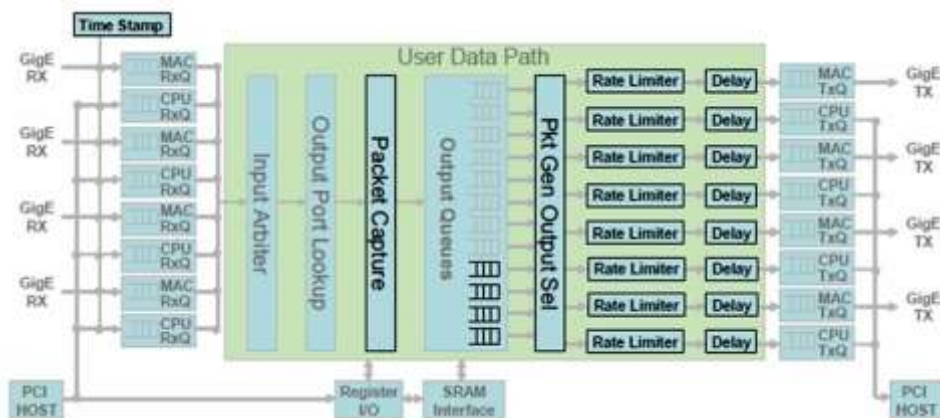 Time Stamp
User Data Path
GigE
RX
MAC
RxQ
CPU
RxQ
GigE
RX
MAC
RxQ
CPU
RxQ
GigE
RX
MAC
RxQ
CPU
RxQ
GigE
RX
MAC
RxQ
CPU
RxQ
Input Arbiter
Output Port Lookup
Packet Capture
Output Queues
Pkt Gen Output Sel
Rate Limiter
Delay
Rate Limiter
Delay
Rate Limiter
Delay
Rate Limiter
Delay
Rate Limiter
Delay
Rate Limiter
Delay
Rate Limiter
Delay
Rate Limiter
Delay
MAC
TxQ
GigE
TX
CPU
TxQ
MAC
TxQ
GigE
TX
CPU
TxQ
MAC
TxQ
GigE
TX
CPU
TxQ
MAC
TxQ
GigE
TX
CPU
TxQ
PCI
HOST
Register
I/O
SRAM
Interface
PCI
HOST